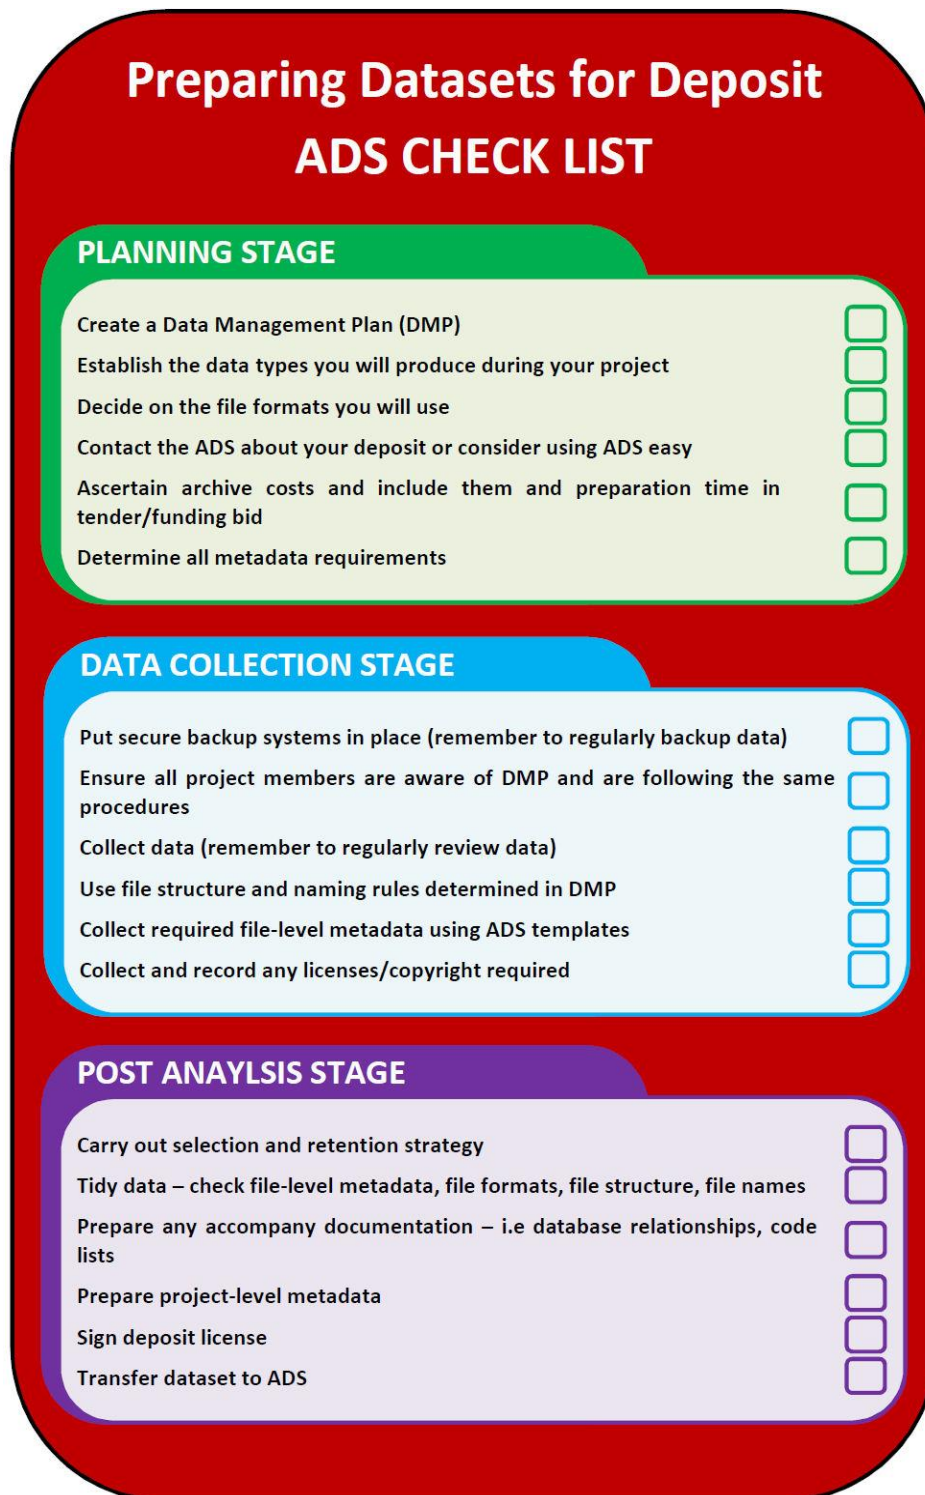 Preparing Datasets for Deposit
ADS CHECK LIST
PLANNING STAGE
Create a Data Management Plan (DMP)
Establish the data types you will produce during your project
Decide on the file formats you will use
Contact the ADS about your deposit or consider using ADS easy
Ascertain archive costs and include them and preparation time in
tender/funding bid
Determine all metadata requirements
DATA COLLECTION STAGE
Put secure backup systems in place (remember to regularly backup data)
Ensure all project members are aware of DMP and are following the same
procedures
Collect data (remember to regularly review data)
Use file structure and naming rules determined in DMP
Collect required file-level metadata using ADS templates
Collect and record any licenses/copyright required
POST ANAYLSIS STAGE
Carry out selection and retention strategy
Tidy data – check file-level metadata, file formats, file structure, file names
Prepare any accompany documentation – i.e database relationships, code
lists
Prepare project-level metadata
Sign deposit license
Transfer dataset to ADS